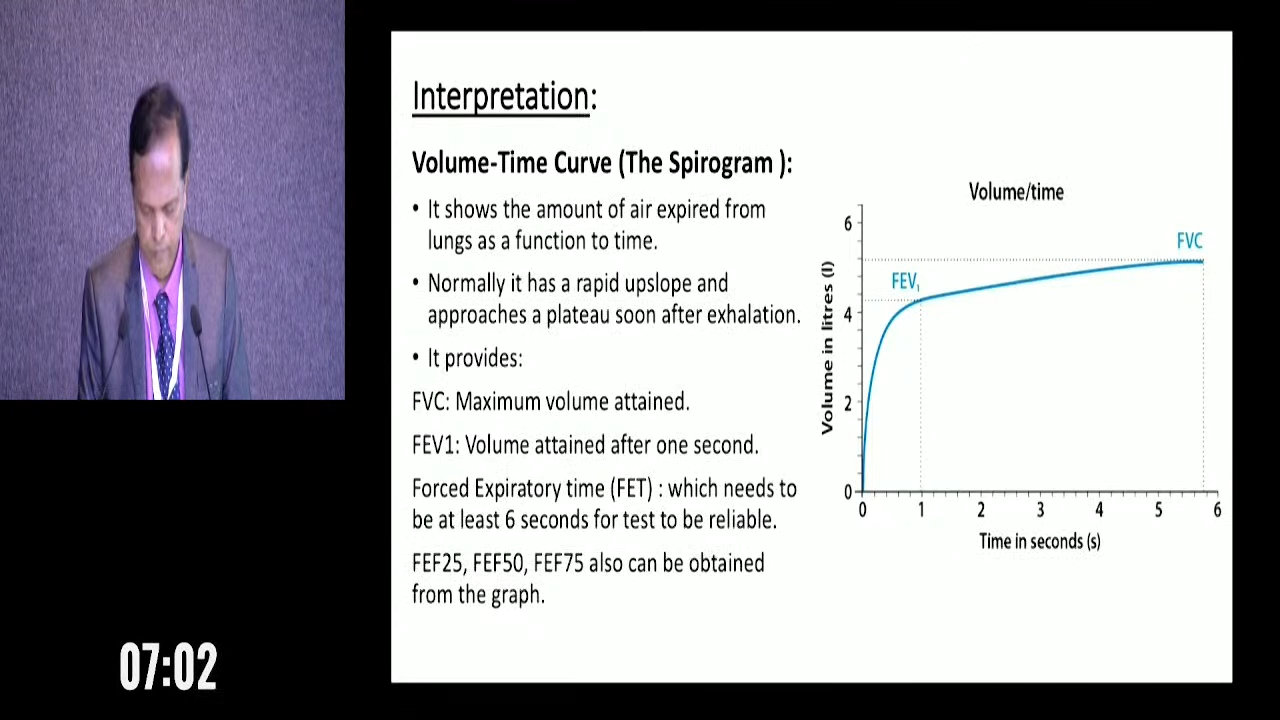 Interpretation:
Volume-Time Curve (The Spirogram ):
• It shows the amount of air expired from
lungs as a function to time.
• Normally it has a rapid upslope and
approaches a plateau soon after exhalation.
• It provides:
FVC: Maximum volume attained.
FEV1: Volume attained after one second.
Forced Expiratory time (FET) : which needs to
be at least 6 seconds for test to be reliable.
FEF25, FEF50, FEF75 also can be obtained
from the graph.
Volume/time
Volume in litres (l)
6
4
2
0
FEV₁
FVC
0 1 2 3 4 5 6
Time in seconds (s)
07:02